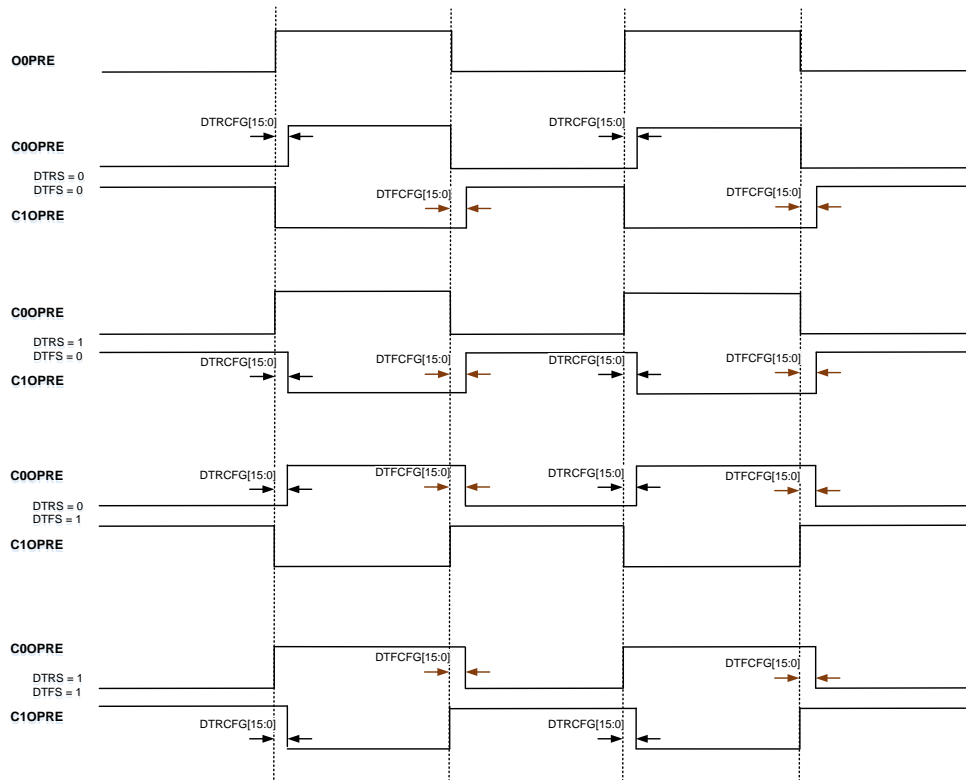 O0PRE
DTRCFG[15:0]
DTRCFG[15:0]
C0OPRE
DTRS = 0
DTFS = 0
DTFCFG[15:0]
DTFCFG[15:0]
C1OPRE
C0OPRE
DTRS = 1
DTFS = 0
DTRCFG[15:0]
DTFCFG[15:0]
DTRCFG[15:0]
DTFCFG[15:0]
C1OPRE
C0OPRE
DTRCFG[15:0]
DTFCFG[15:0]
DTRCFG[15:0]
DTFCFG[15:0]
DTRS = 0
DTFS = 1
C1OPRE
C0OPRE
DTFCFG[15:0]
DTFCFG[15:0]
DTRS = 1
DTFS = 1
C1OPRE
DTRCFG[15:0]
DTRCFG[15:0]